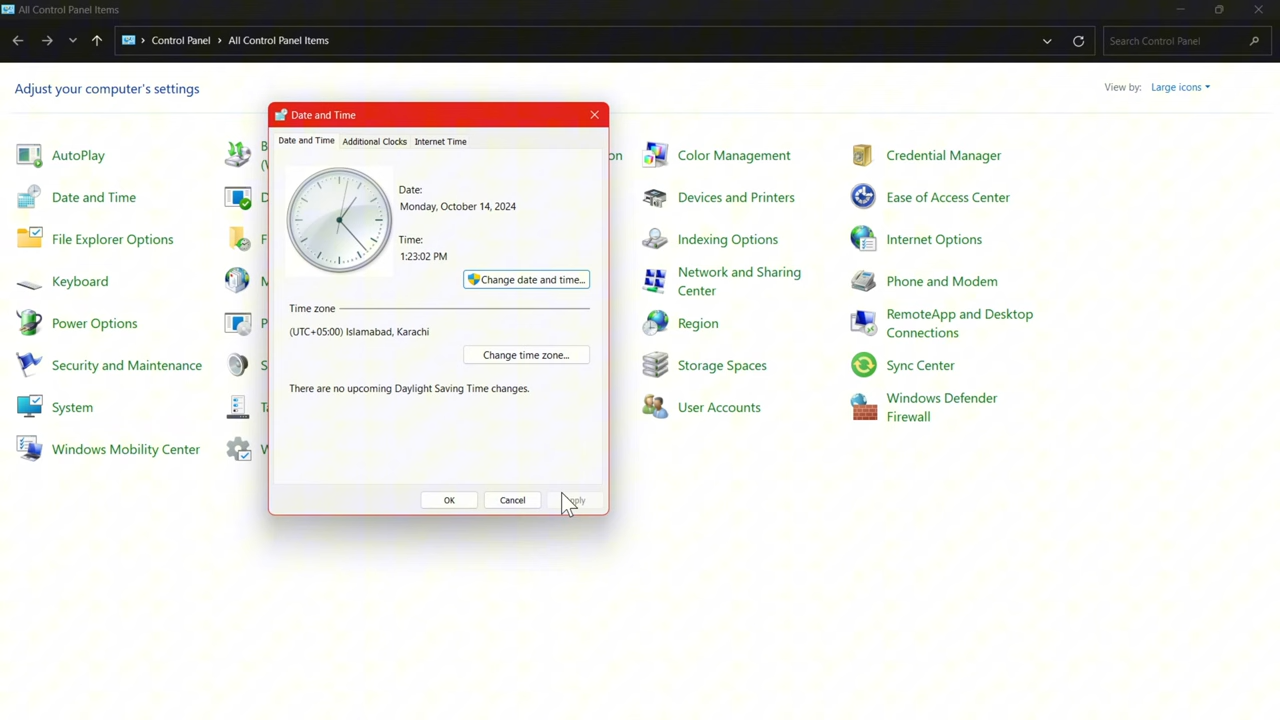 All Control Panel Items
Control Panel > All Control Panel Items
Search Control Panel
Adjust your computer's settings
View by: Large icons
Date and Time
Date and Time Additional Clocks Internet Time
Date:
Monday, October 14, 2024
Time:
1:23:02 PM
Change date and time...
Time zone
(UTC+05:00) Islamabad, Karachi
Change time zone...
There are no upcoming Daylight Saving Time changes.
OK Cancel
AutoPlay
Color Management
Credential Manager
Date and Time
Devices and Printers
Ease of Access Center
File Explorer Options
Indexing Options
Internet Options
Keyboard
Network and Sharing
Center
Phone and Modem
Power Options
Region
RemoteApp and Desktop
Connections
Security and Maintenance
Storage Spaces
Sync Center
System
User Accounts
Windows Defender
Firewall
Windows Mobility Center